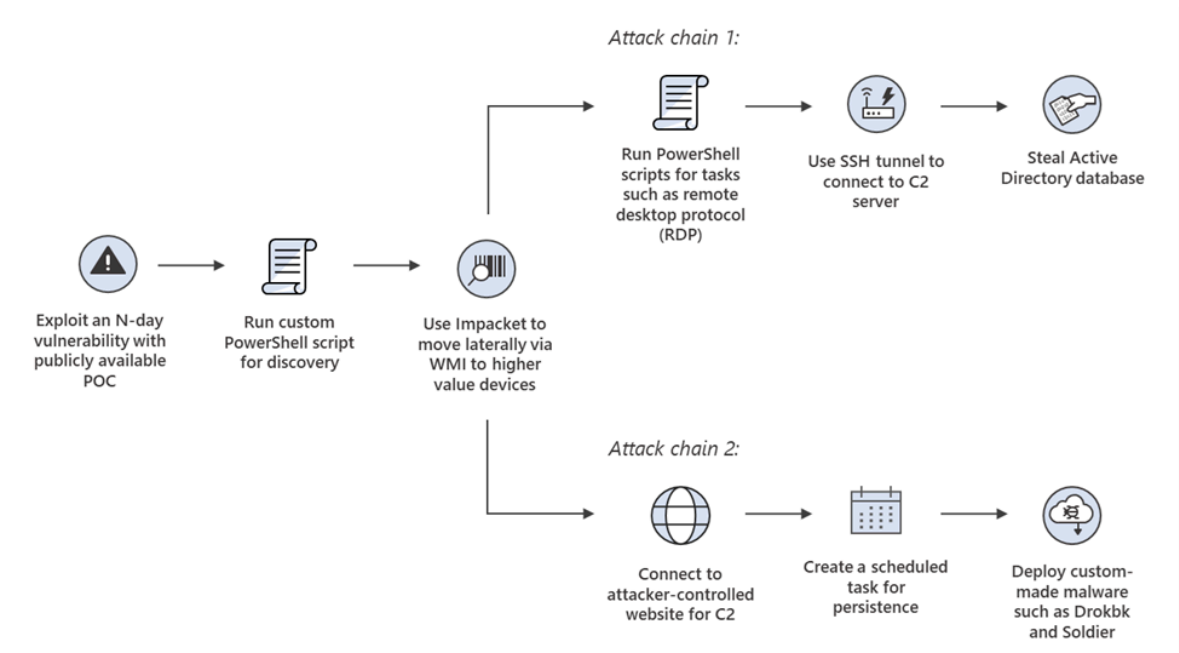 Attack chain 1:
Run PowerShell
scripts for tasks
such as remote
desktop protocol
(RDP)
Use SSH tunnel to
connect to C2
server
Steal Active
Directory database
Exploit an N-day
vulnerability with
publicly available
POC
Run custom
PowerShell script
for discovery
Use Impacket to
move laterally via
WMI to higher
value devices
Attack chain 2:
Connect to
attacker-controlled
website for C2
Create a scheduled
task for
persistence
Deploy custom-
made malware
such as Drokbk
and Soldier